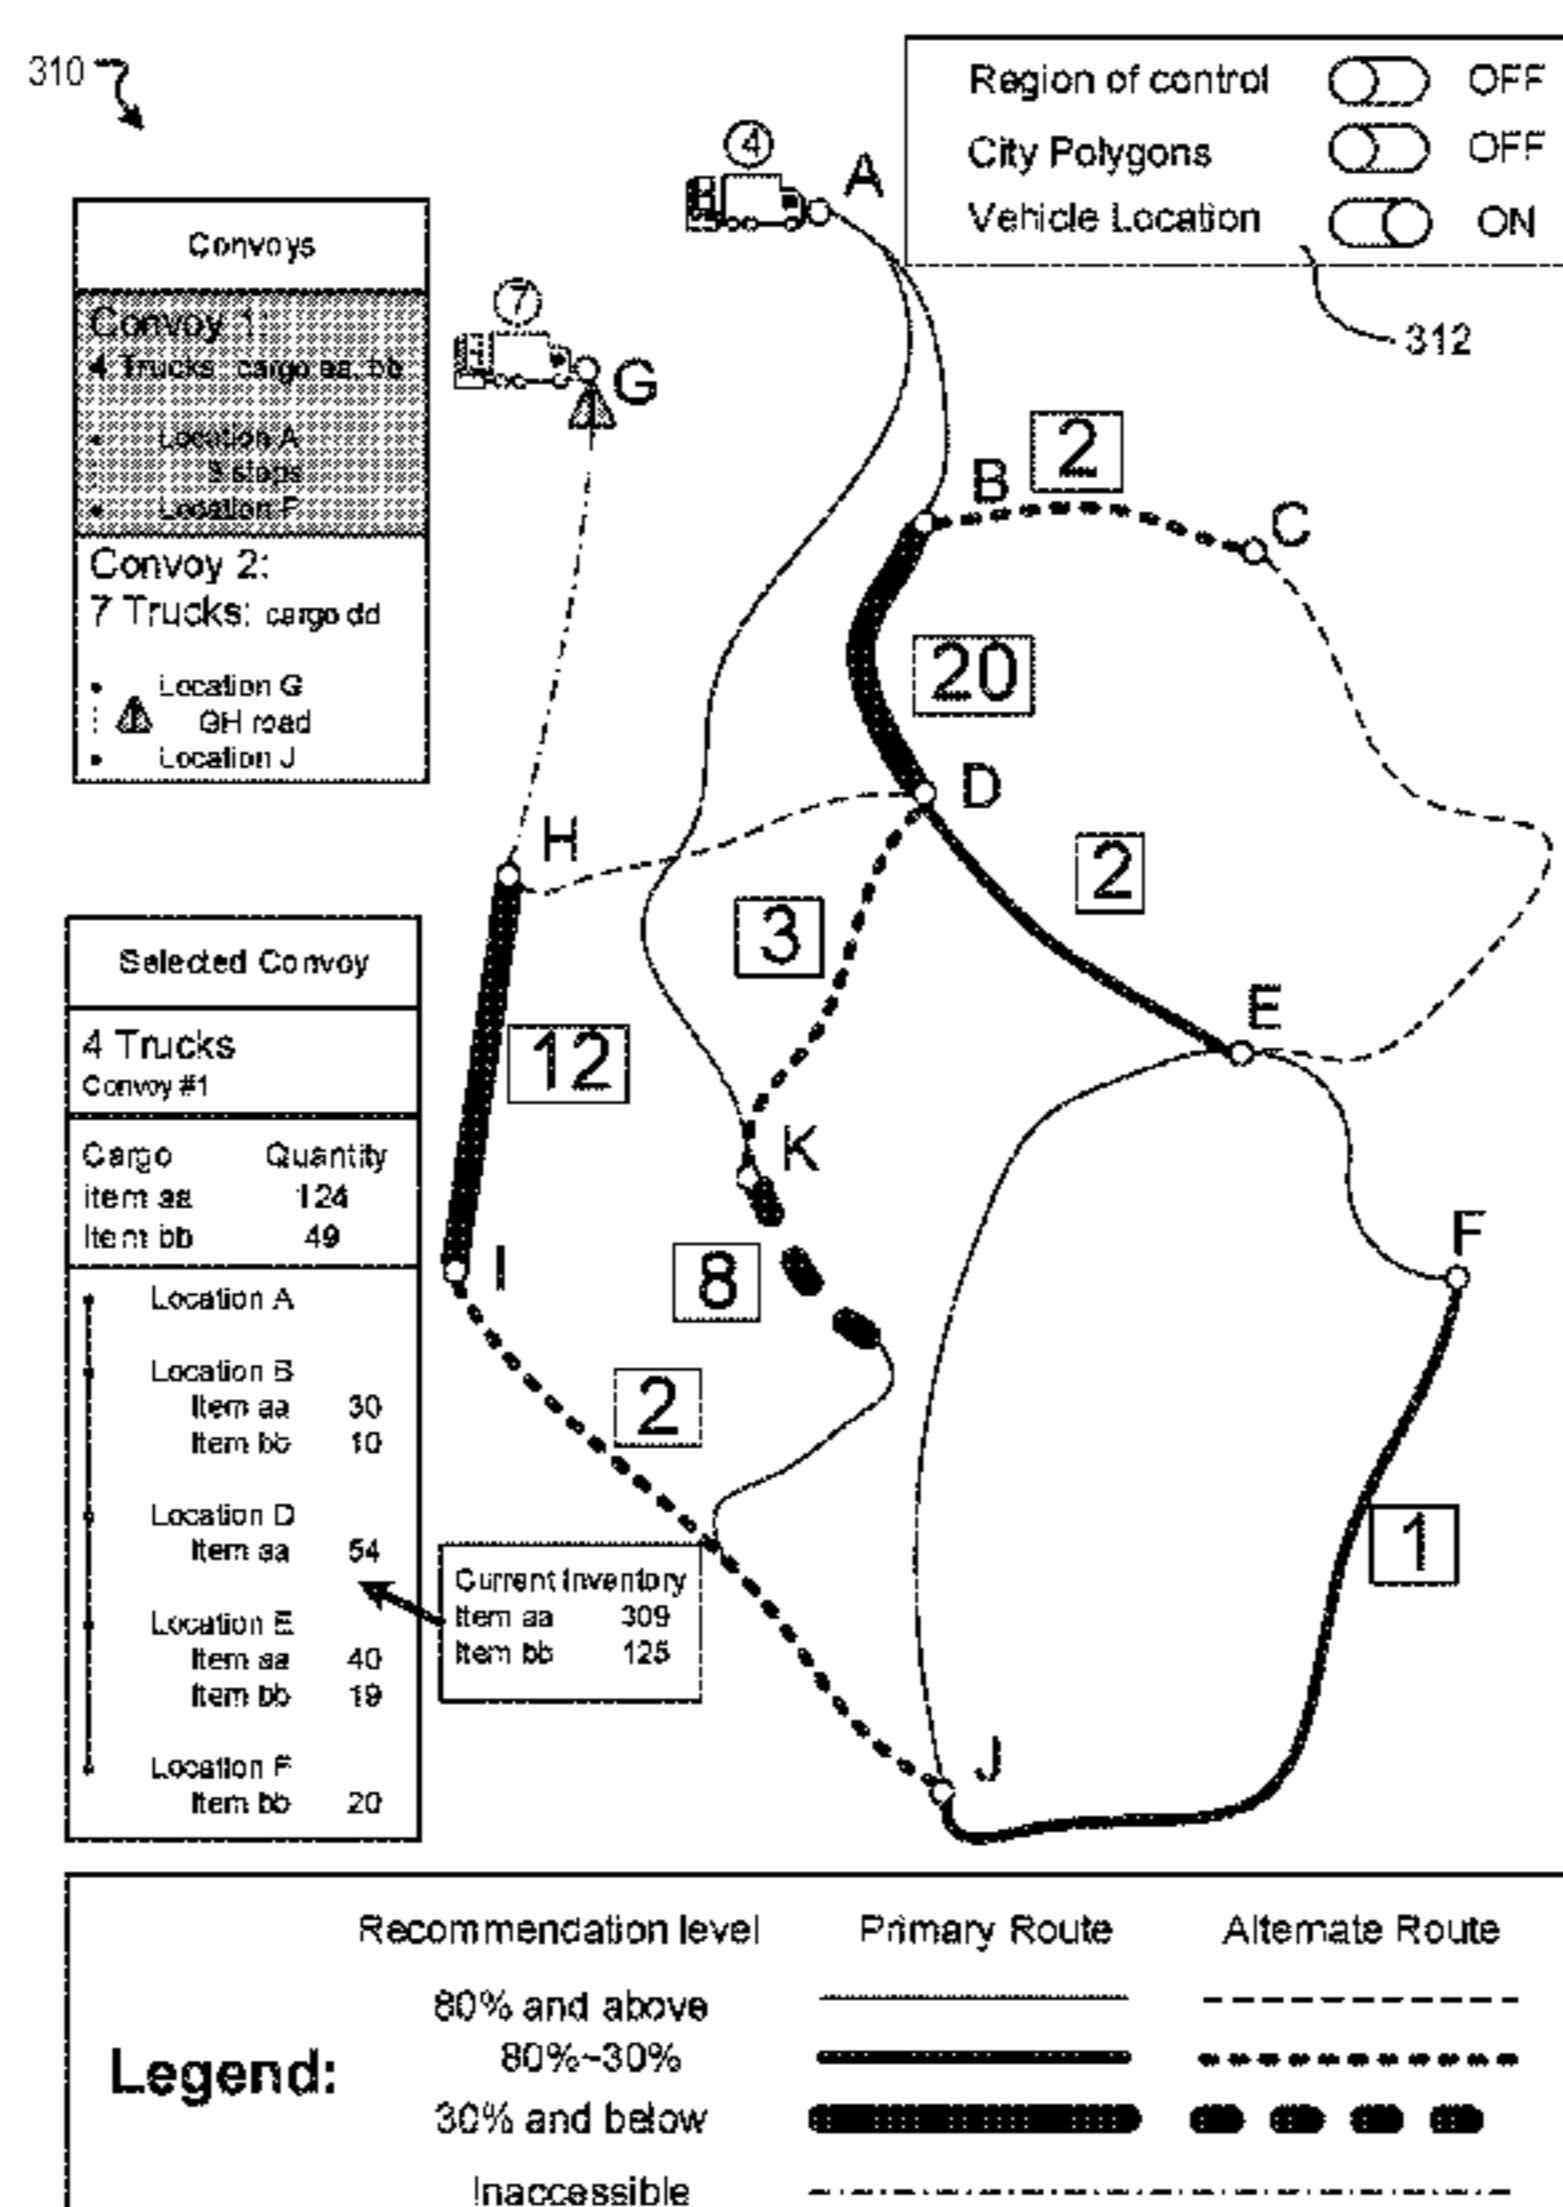 310
Region of control OFF
City Polygons OFF
Vehicle Location ON
312
4
A
7
G
Convoys
Convoy 1:
4 Trucks: cargo aa, bb
Location A
3 stops
Location F
Convoy 2:
7 Trucks: cargo dd
Location G
GH road
Location J
B
2
C
20
D
H
2
3
E
12
K
F
I
8
2
1
J
Selected Convoy
4 Trucks
Convoy #1
Cargo Quantity
Item aa 124
Item bb 49
Location A
Location B
Item aa 30
Item bb 10
Location D
Item aa 54
Location E
Item aa 40
Item bb 19
Location F
Item bb 20
Current Inventory
Item aa 309
Item bb 125
Legend:
Recommendation level Primary Route Alternate Route
80% and above
80%~30%
30% and below
Inaccessible